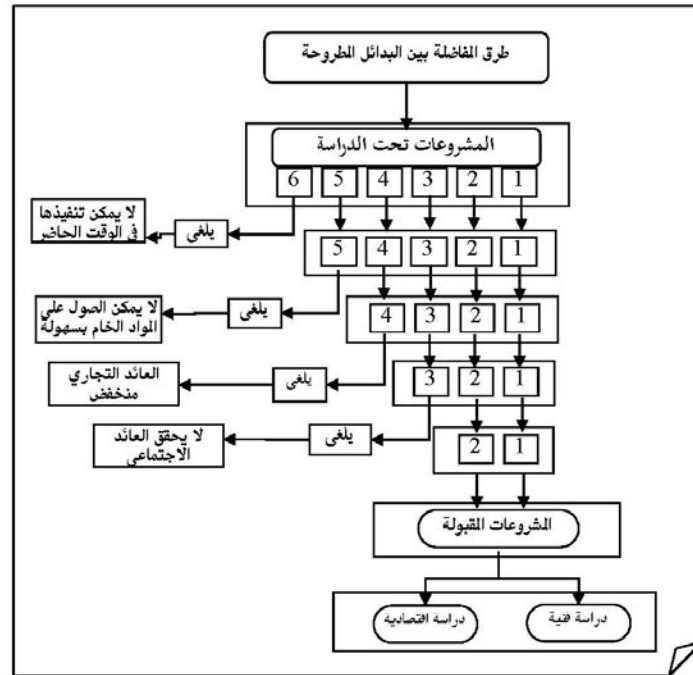 طرق المفاضلة بين البدائل المطروحة
المشروعات تحت الدراسة
1 2 3 4 5 6
يلغى
لا يمكن تنفيذها
في الوقت الحاضر
1 2 3 4 5
يلغى
لا يمكن الصول على
المواد الخام بسهولة
1 2 3 4
يلغى
العائد التجاري
منخفض
1 2 3
يلغى
لا يحقق العائد
الاجتماعى
1 2
المشروعات المقبولة
دراسة فنية
دراسة اقتصادية